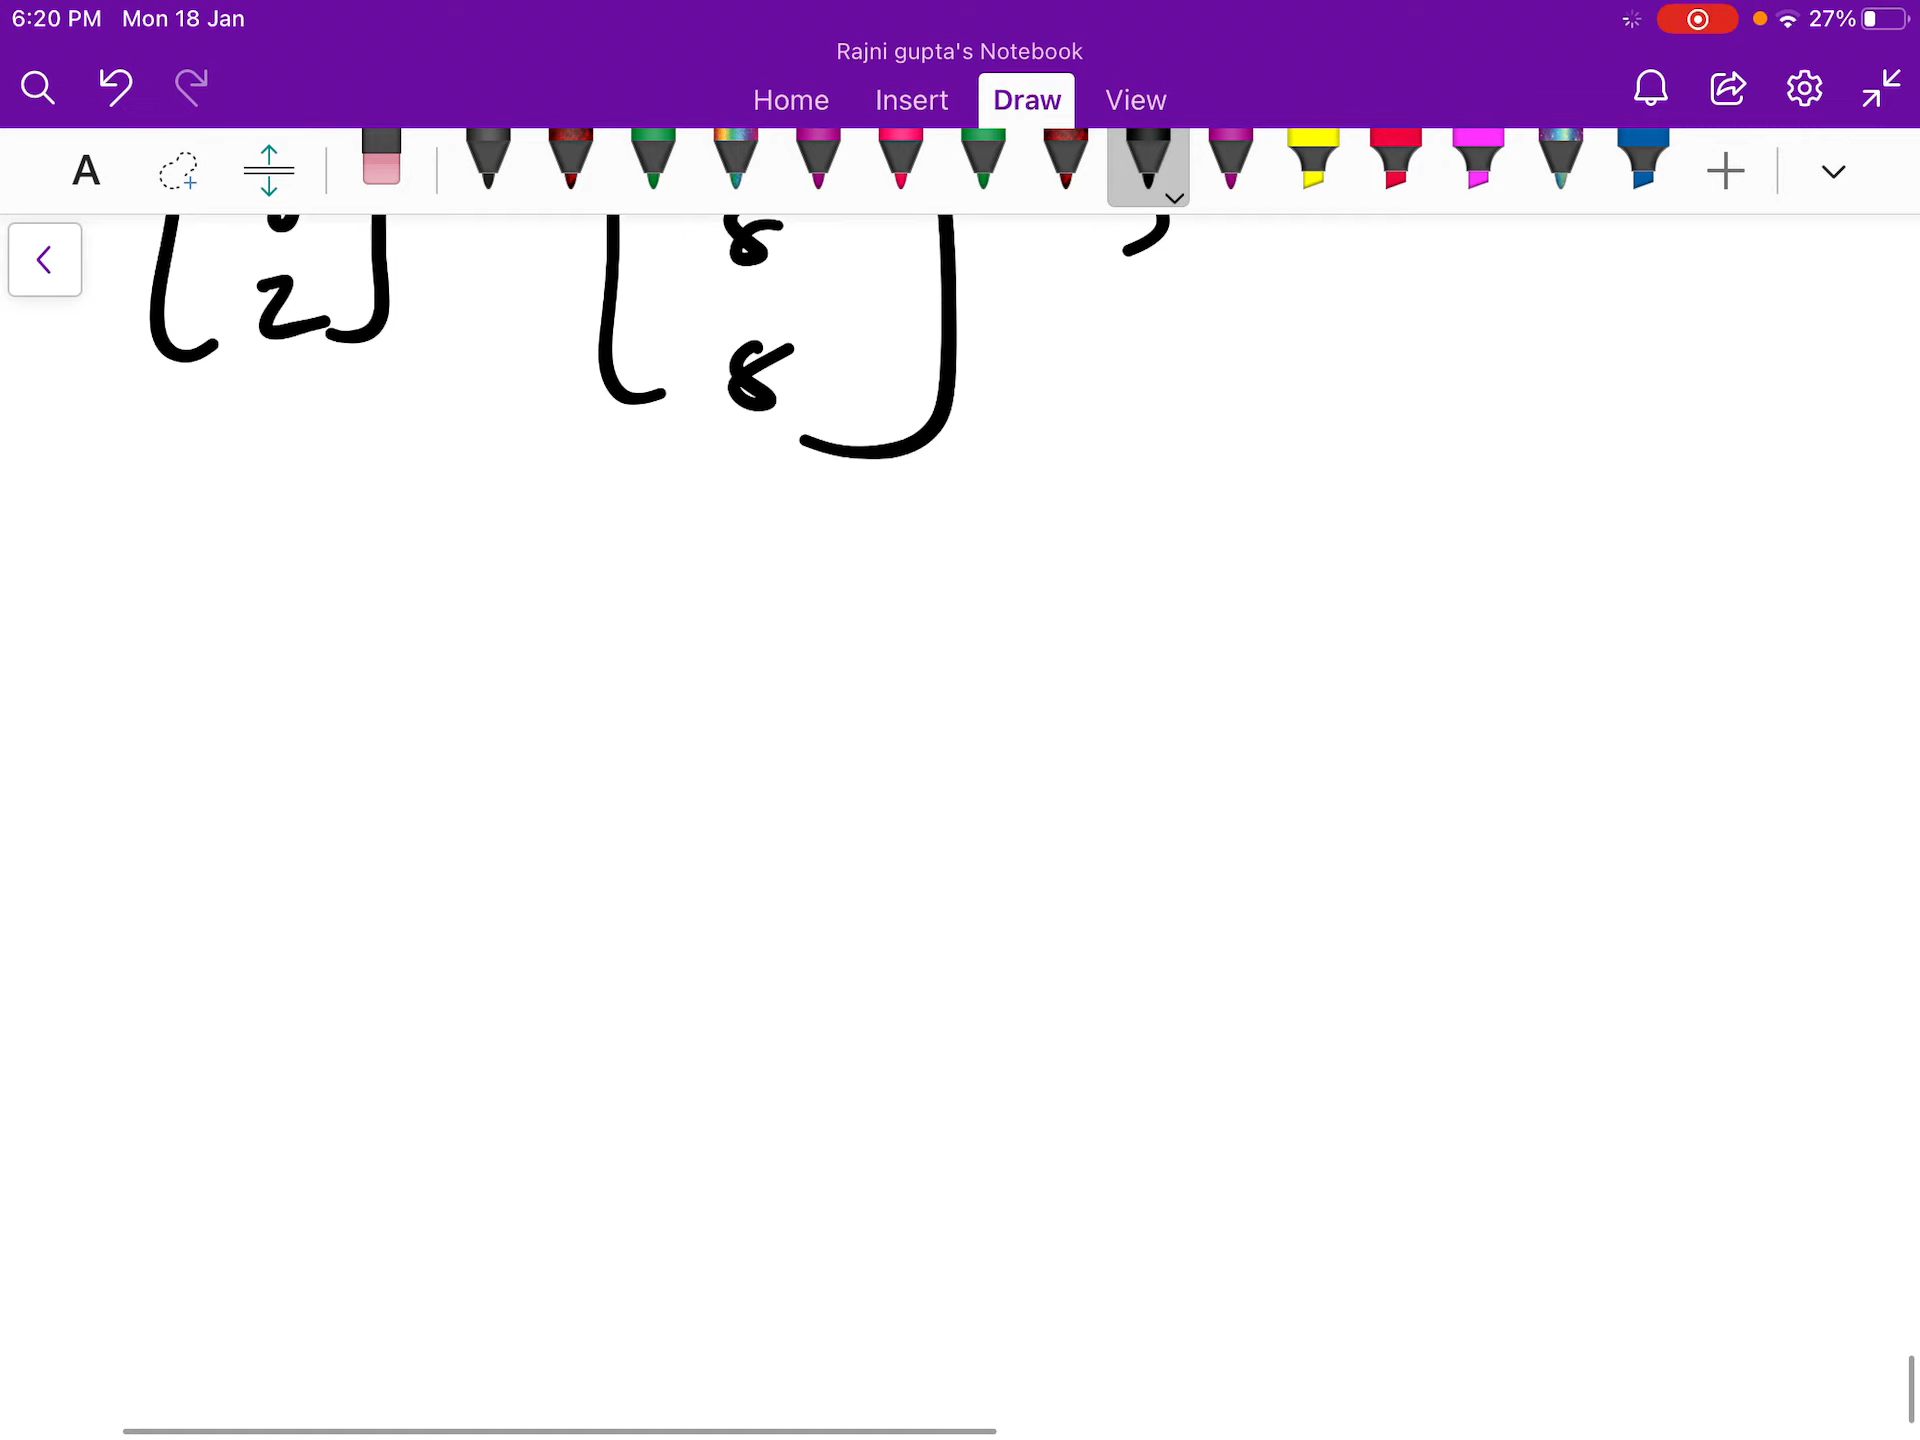 6:20 PM Mon 18 Jan
27%
Rajni gupta's Notebook
Home Insert Draw View
A
8
2
8